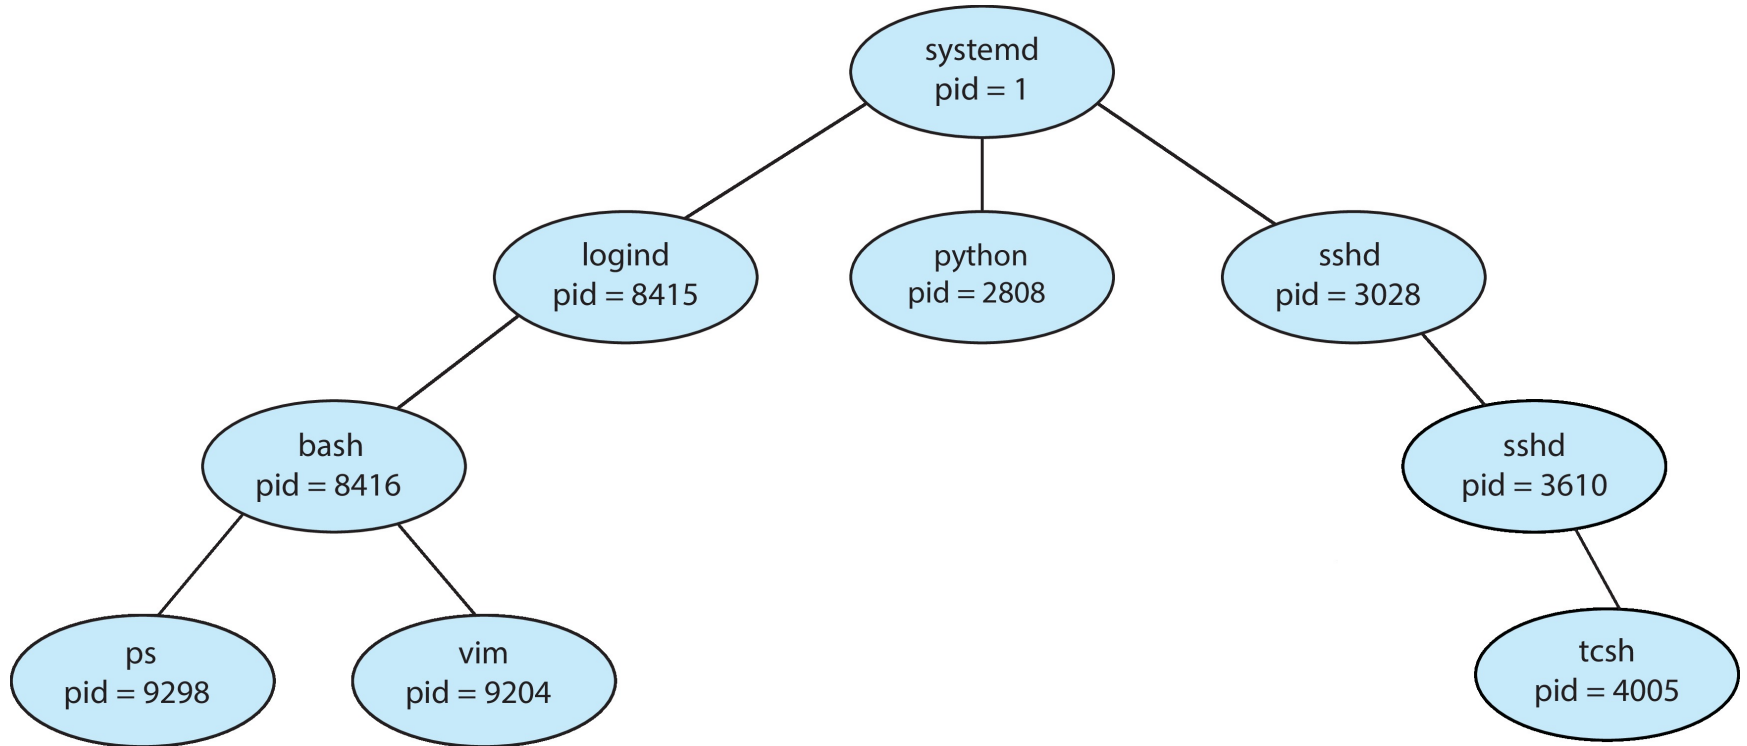 systemd
pid = 1
logind
pid = 8415
python
pid = 2808
sshd
pid = 3028
bash
pid = 8416
sshd
pid = 3610
ps
pid = 9298
vim
pid = 9204
tcsh
pid = 4005